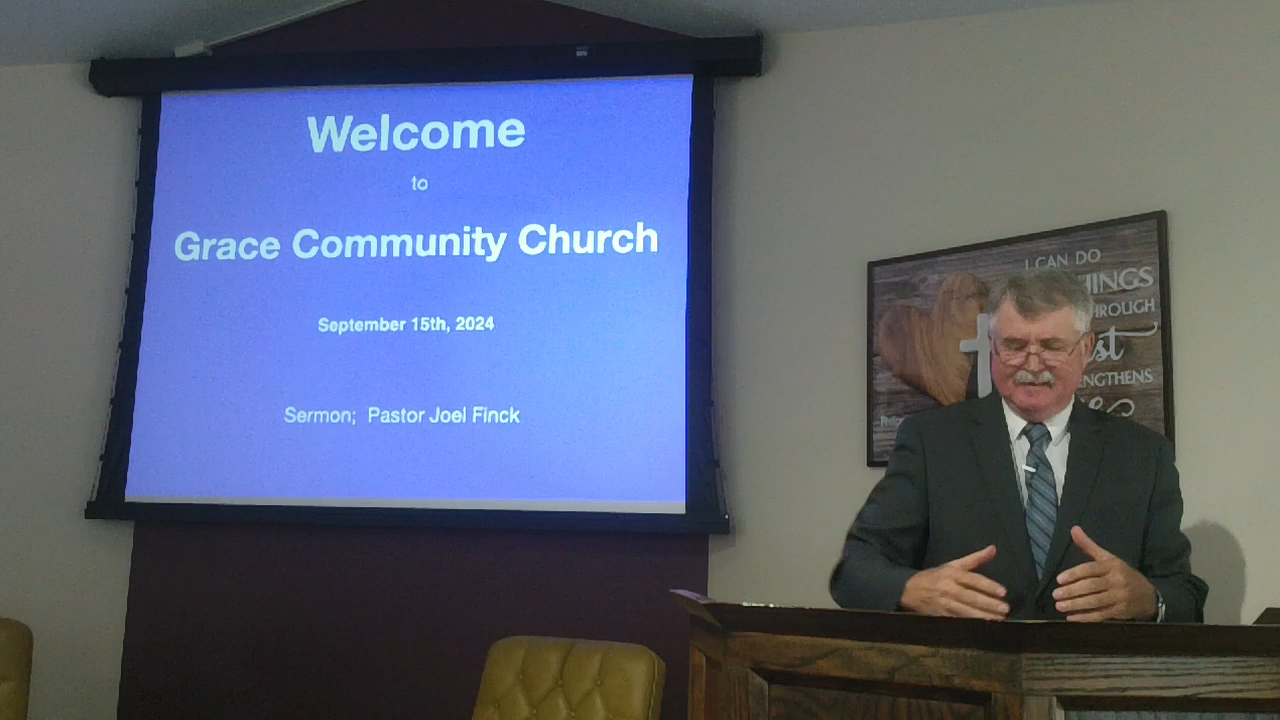 Welcome
to
Grace Community Church
September 15th, 2024
Sermon; Pastor Joel Finck
I CAN DO